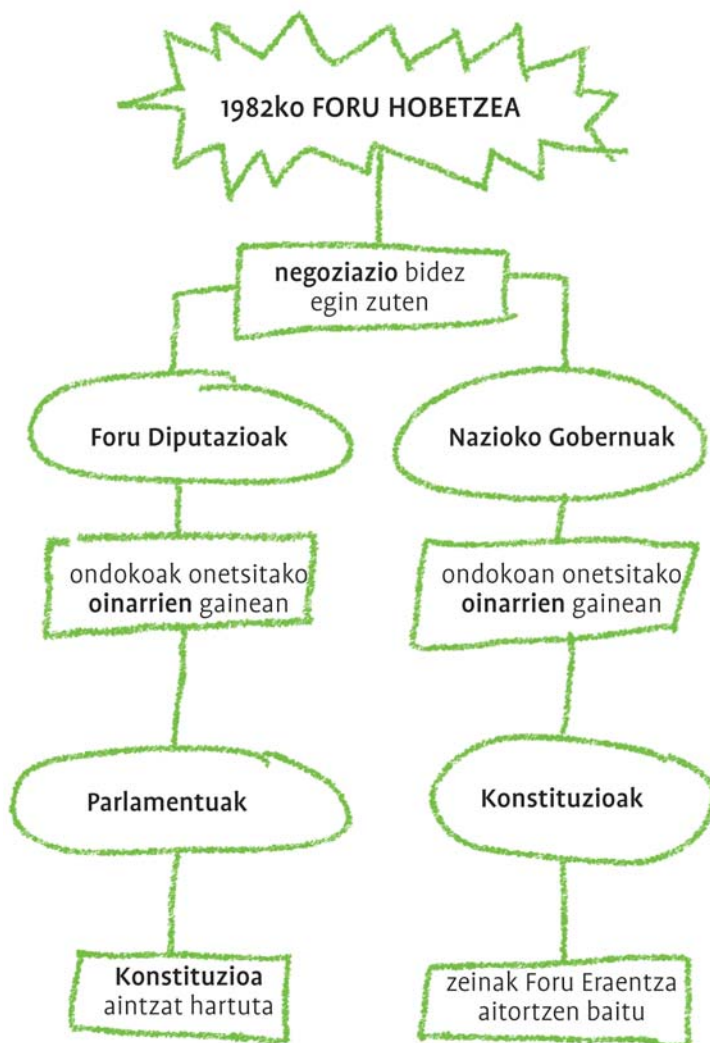 1982ko FORU HOBETZEA
negoziazio bidez
egin zuten
Foru Diputazioak
Nazioko Gobernuak
ondokoak onetsitako
oinarrien gainean
ondokoan onetsitako
oinarrien gainean
Parlamentuak
Konstituzioak
Konstituzioa
aintzat hartuta
zeinak Foru Eraentza
aitortzen baitu